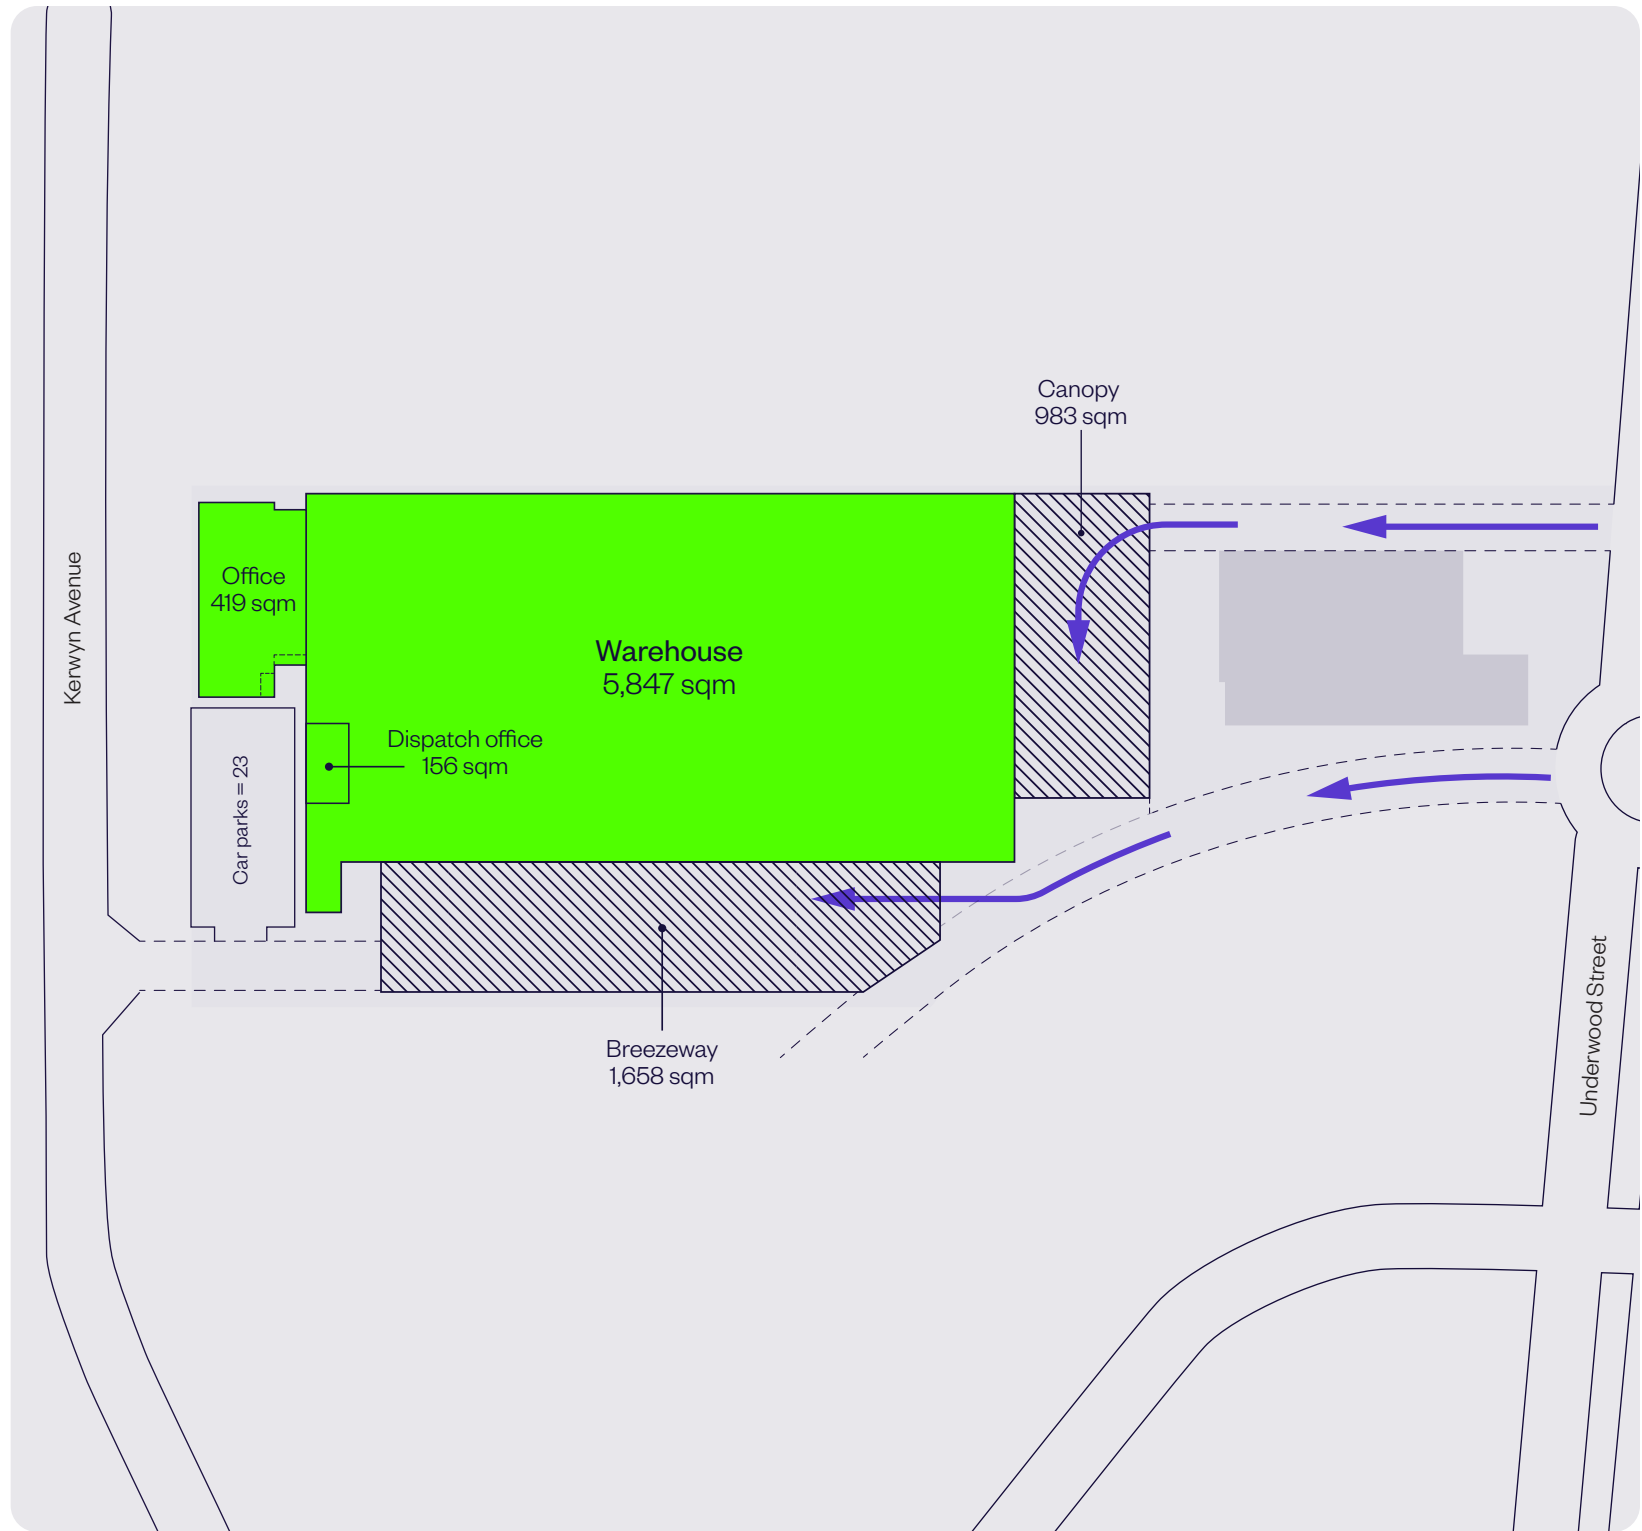 Canopy
983 sqm
Office
419 sqm
Kerwyn Avenue
Warehouse
5,847 sqm
Dispatch office
156 sqm
Car parks = 23
Underwood Street
Breezeway
1,658 sqm